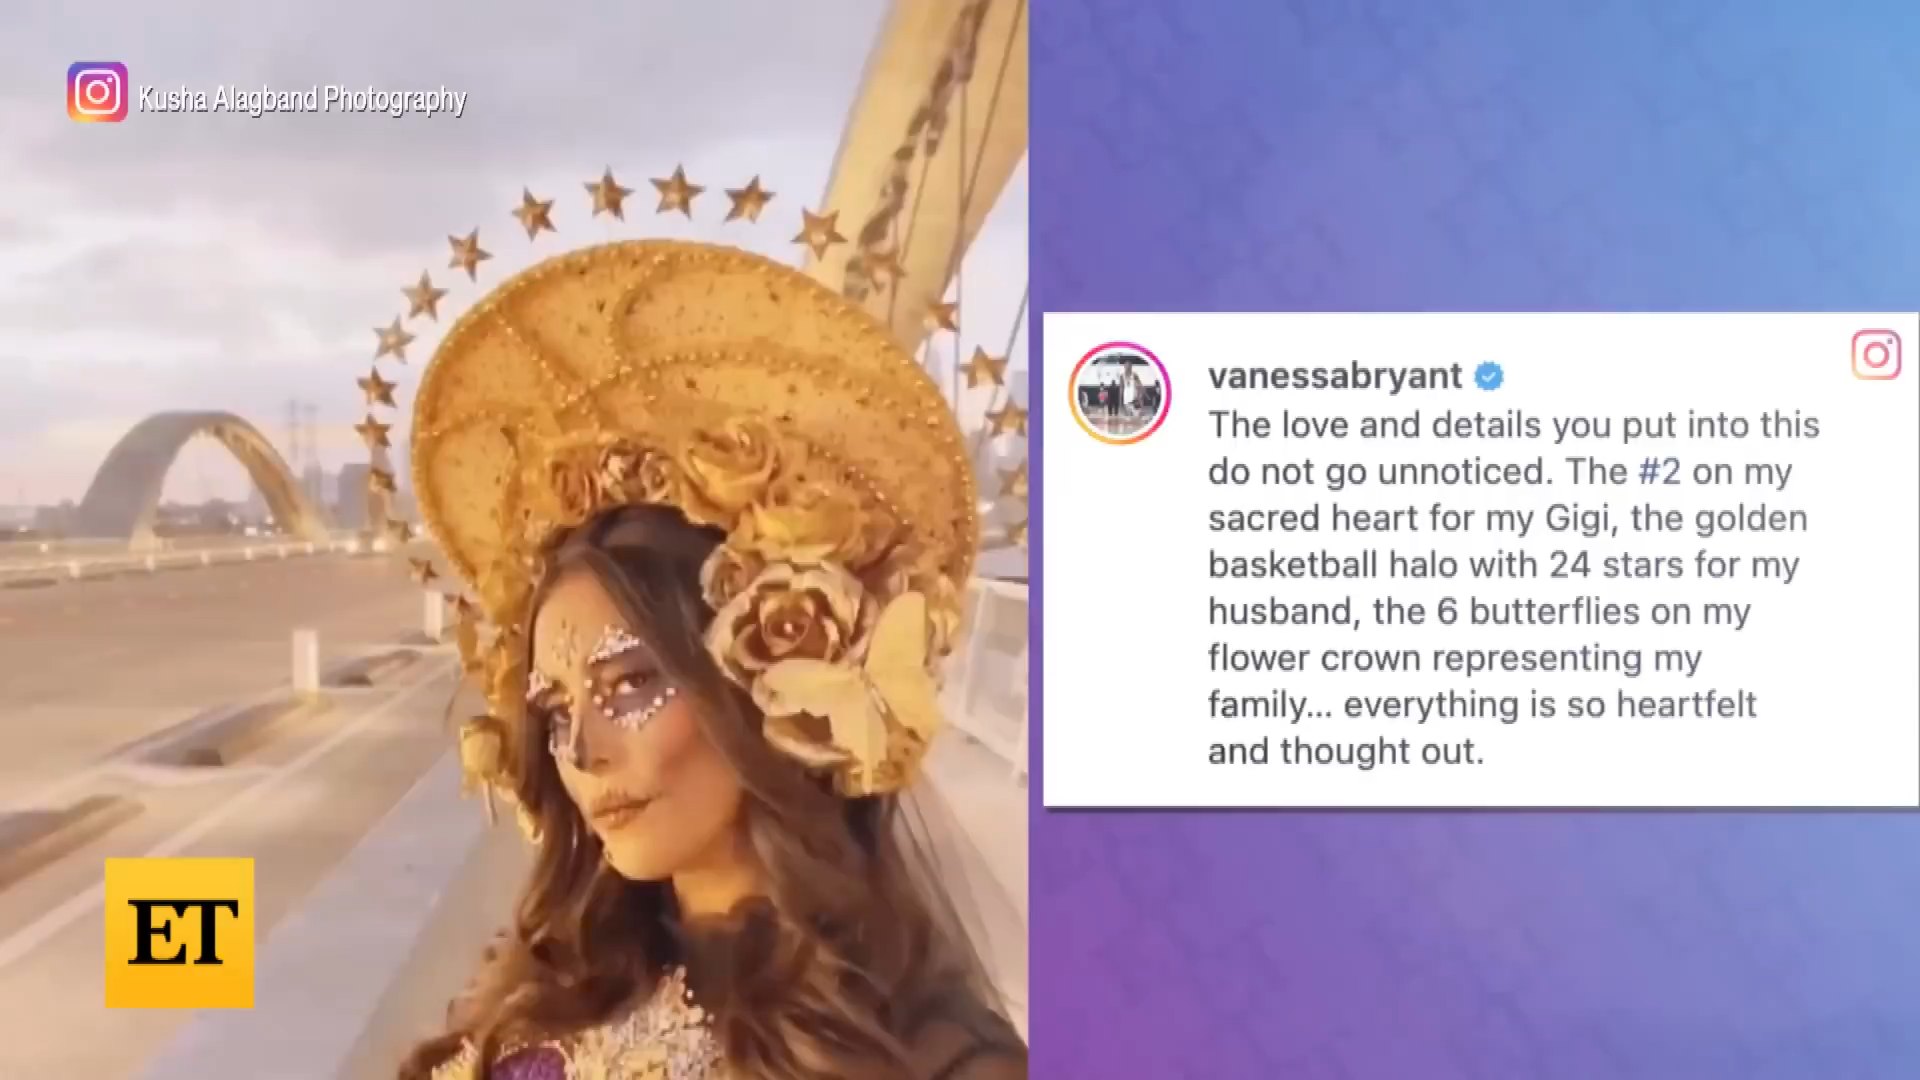 Kusha Alagband Photography
vanessabryant
The love and details you put into this
do not go unnoticed. The #2 on my
sacred heart for my Gigi, the golden
basketball halo with 24 stars for my
husband, the 6 butterflies on my
flower crown representing my
family... everything is so heartfelt
and thought out.
ET